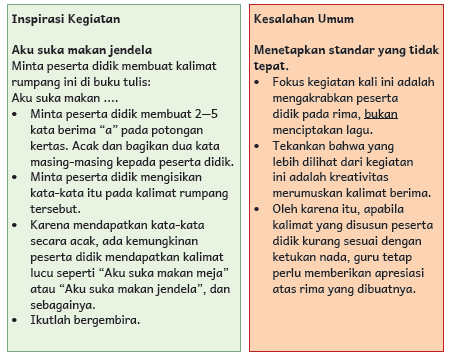 Inspirasi Kegiatan
Aku suka makan jendela
Minta peserta didik membuat kalimat
rumpang ini di buku tulis:
Aku suka makan ....
• Minta peserta didik membuat 2—5
kata berima “a” pada potongan
kertas. Acak dan bagikan dua kata
masing-masing kepada peserta didik.
• Minta peserta didik mengisikan
kata-kata itu pada kalimat rumpang
tersebut.
• Karena mendapatkan kata-kata
secara acak, ada kemungkinan
peserta didik mendapatkan kalimat
lucu seperti “Aku suka makan meja”
atau “Aku suka makan jendela”, dan
sebagainya.
• Ikutlah bergembira.
Kesalahan Umum
Menetapkan standar yang tidak
tepat.
• Fokus kegiatan kali ini adalah
mengakrabkan peserta
didik pada rima, bukan
menciptakan lagu.
• Tekankan bahwa yang
lebih dilihat dari kegiatan
ini adalah kreativitas
merumuskan kalimat berima.
• Oleh karena itu, apabila
kalimat yang disusun peserta
didik kurang sesuai dengan
ketukan nada, guru tetap
perlu memberikan apresiasi
atas rima yang dibuatnya.